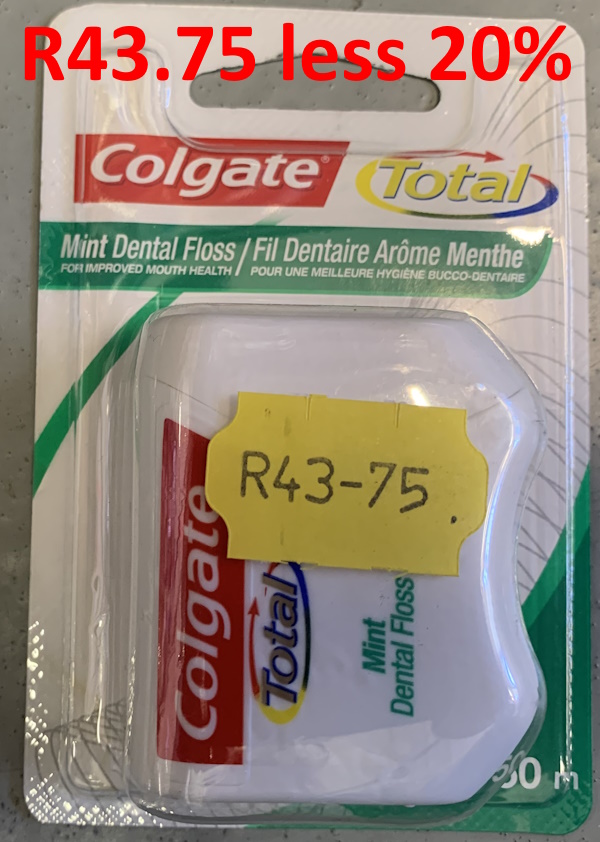 R43.75 less 20%
Colgate®
Total
Mint Dental Floss / Fil Dentaire Arôme Menthe
FOR IMPROVED MOUTH HEALTH / POUR UNE MEILLEURE HYGIÈNE BUCCO-DENTAIRE
R43-75.
Colgate
Total
Mint
Dental Floss
m